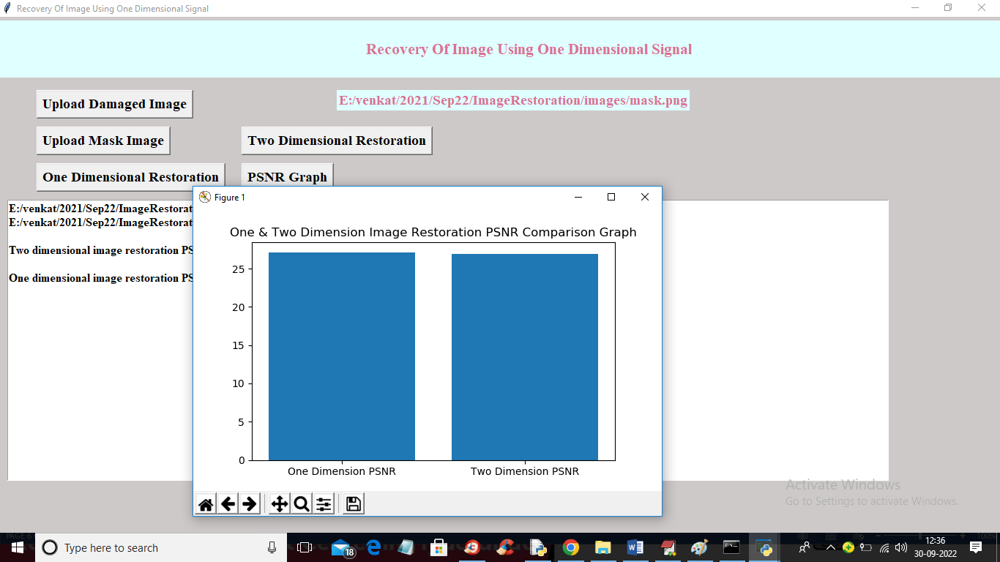 Recovery Of Image Using One Dimensional Signal
Recovery Of Image Using One Dimensional Signal
Upload Damaged Image
E:/venkat/2021/Sep22/ImageRestoration/images/mask.png
Upload Mask Image
Two Dimensional Restoration
One Dimensional Restoration
PSNR Graph
E:/venkat/2021/Sep22/ImageRestorat
E:/venkat/2021/Sep22/ImageRestorat
Two dimensional image restoration PS
One dimensional image restoration PS
Figure 1
One & Two Dimension Image Restoration PSNR Comparison Graph
25
20
15
10
5
0
One Dimension PSNR
Two Dimension PSNR
Activate Windows
Go to Settings to activate Windows.
PAGE 6
100%
Type here to search
18
12:36
30-09-2022